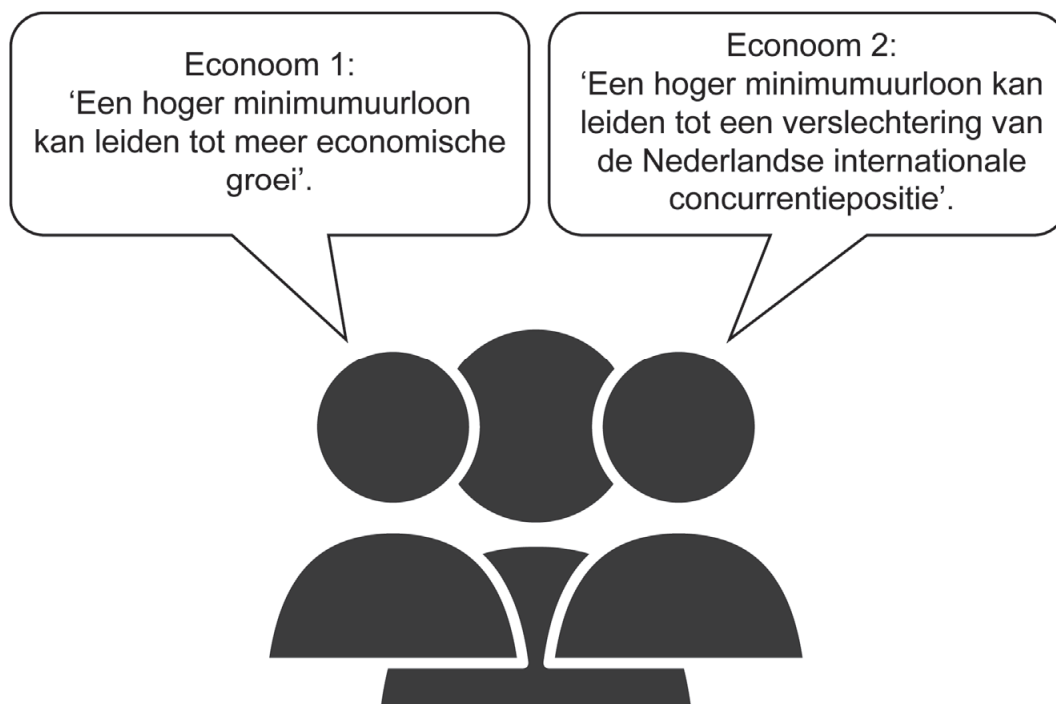 Econoom 1:
‘Een hoger minimumuurloon
kan leiden tot meer economische
groei’.
Econoom 2:
‘Een hoger minimumuurloon kan
leiden tot een verslechtering van
de Nederlandse internationale
concurrentiepositie’.